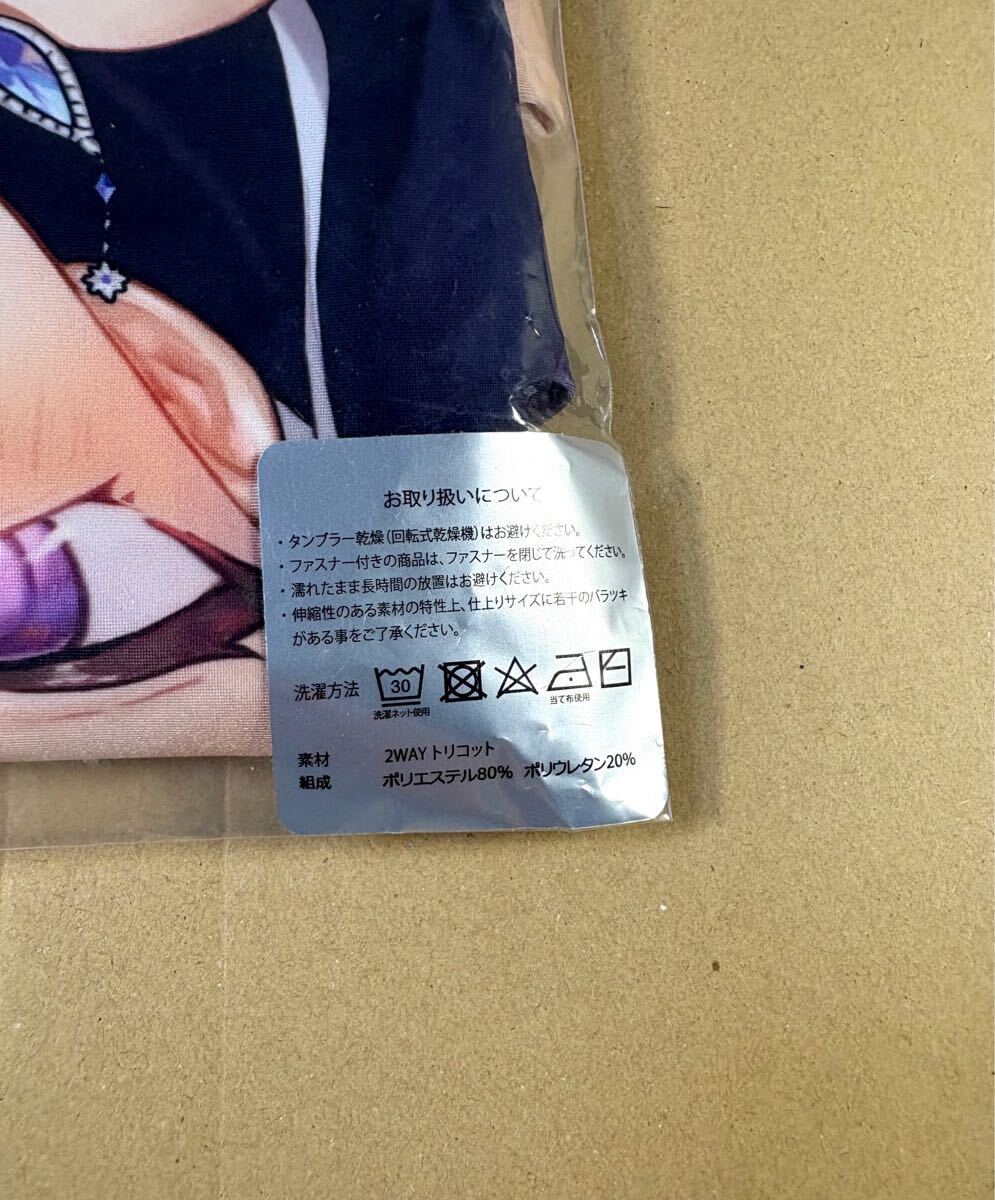 お取り扱いについて
・タンブラー乾燥(回転式乾燥機)はお避けください。
・ファスナー付きの商品は、ファスナーを閉じて洗ってください。
・濡れたまま長時間の放置はお避けください。
・伸縮性のある素材の特性上、仕上りサイズに若干のバラツキ
がある事をご了承ください。
洗濯方法 30
洗濯ネット使用 当て布使用
素材 2WAYトリコット
組成 ポリエステル80% ポリウレタン20%